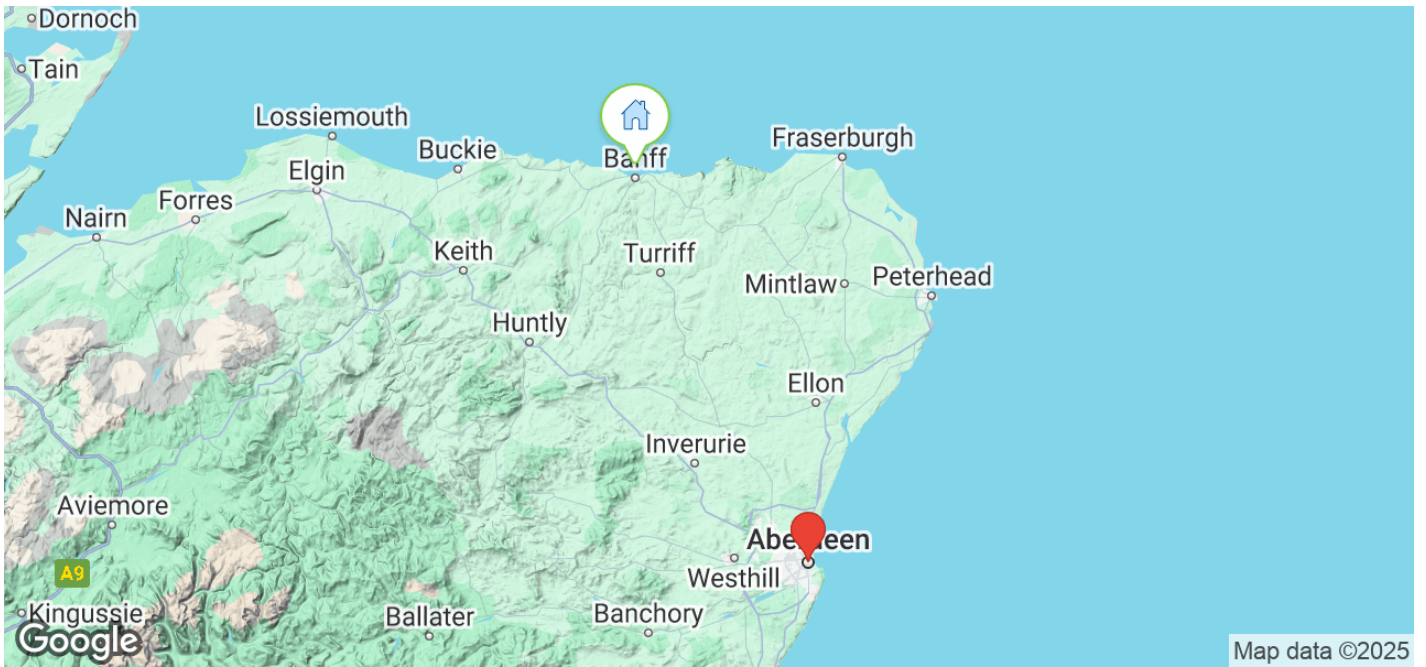 Dornoch
Tain
Lossiemouth
Buckie
Banff
Fraserburgh
Elgin
Forres
Nairn
Keith
Turriff
Mintlaw
Peterhead
Huntly
Ellon
Inverurie
Aviemore
Aberdeen
A9
Westhill
Kingussie
Ballater
Banchory
Google
Map data ©2025